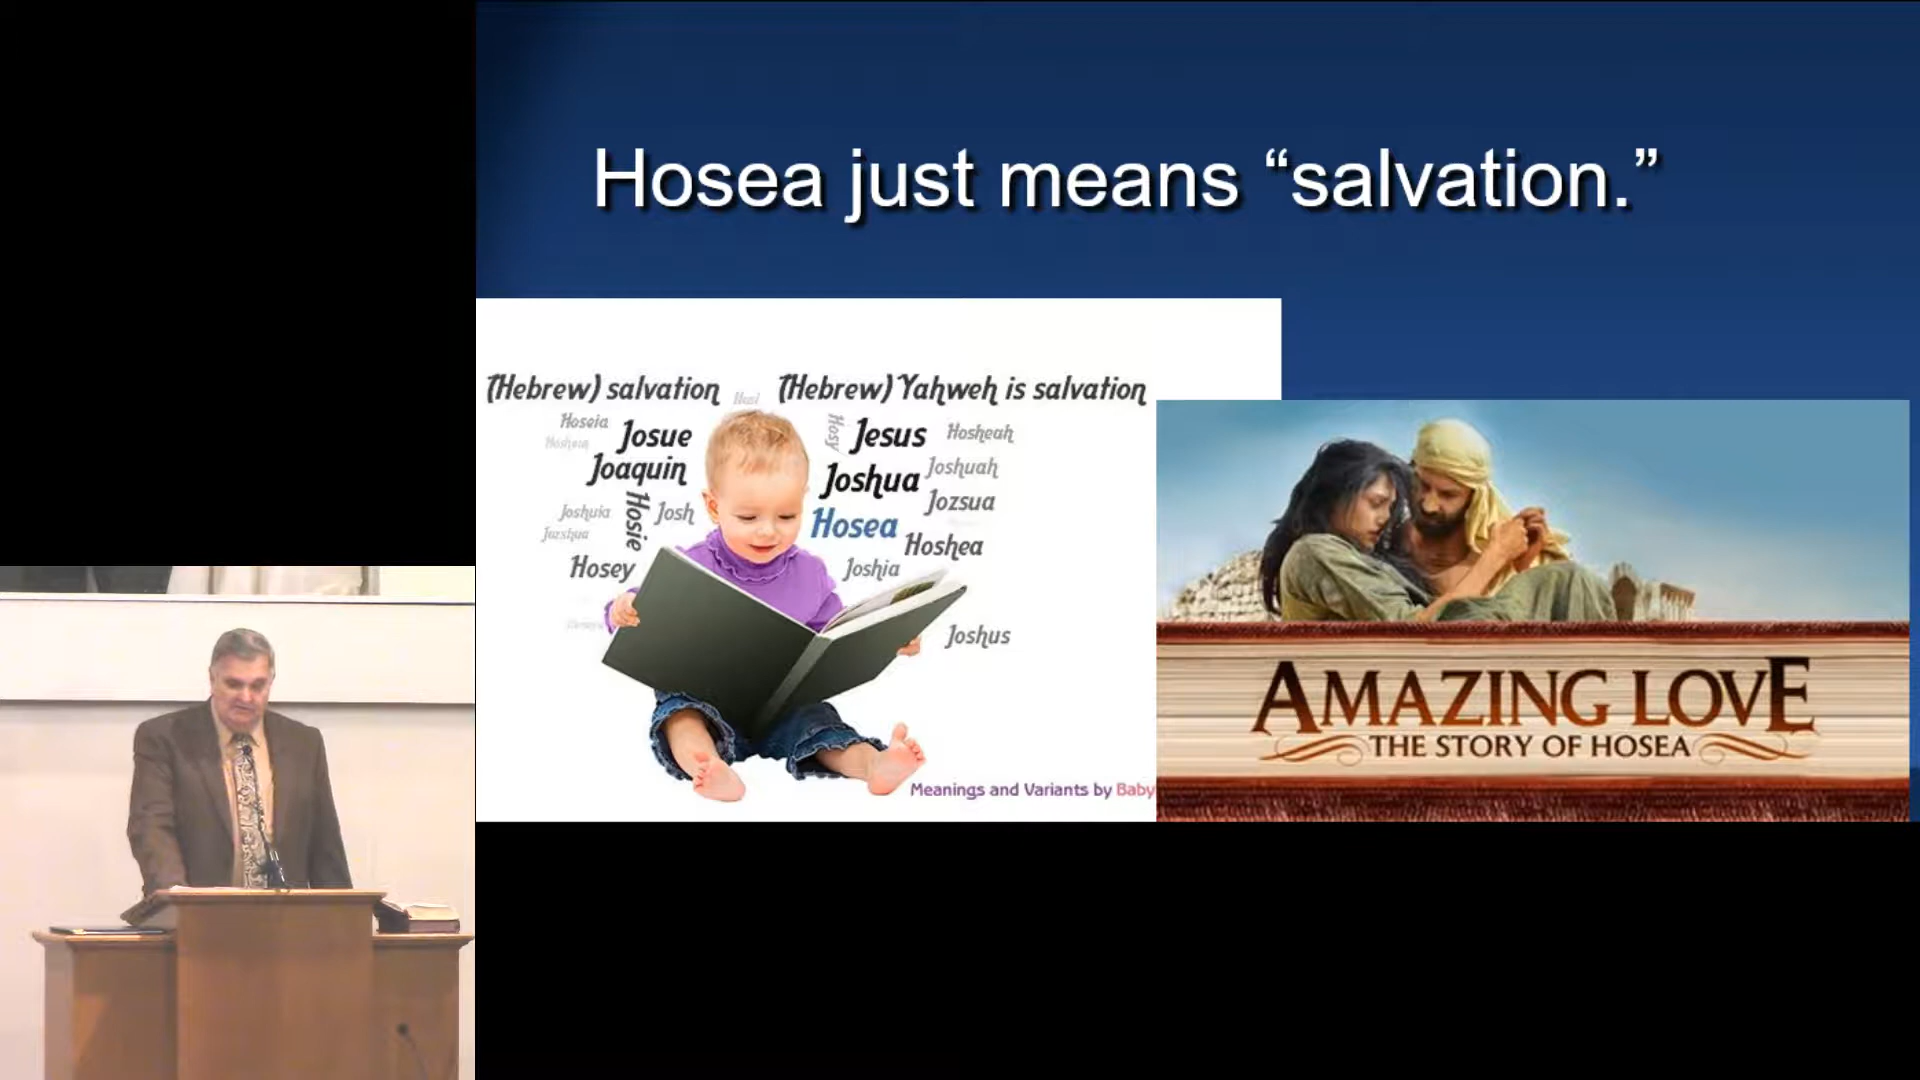 Hosea just means “salvation.”
(Hebrew) salvation
(Hebrew) Yahweh is salvation
Hosi
Hoseia
Josue
Hosy
Jesus
Hosheah
Joaquin
Joshua
Joshuah
Jozsua
Joshuia
Hosie
Josh
Hosea
Jozshua
Hoshea
Hosey
Joshia
Joshus
Meanings and Variants by Baby
AMAZING LOVE
THE STORY OF HOSEA